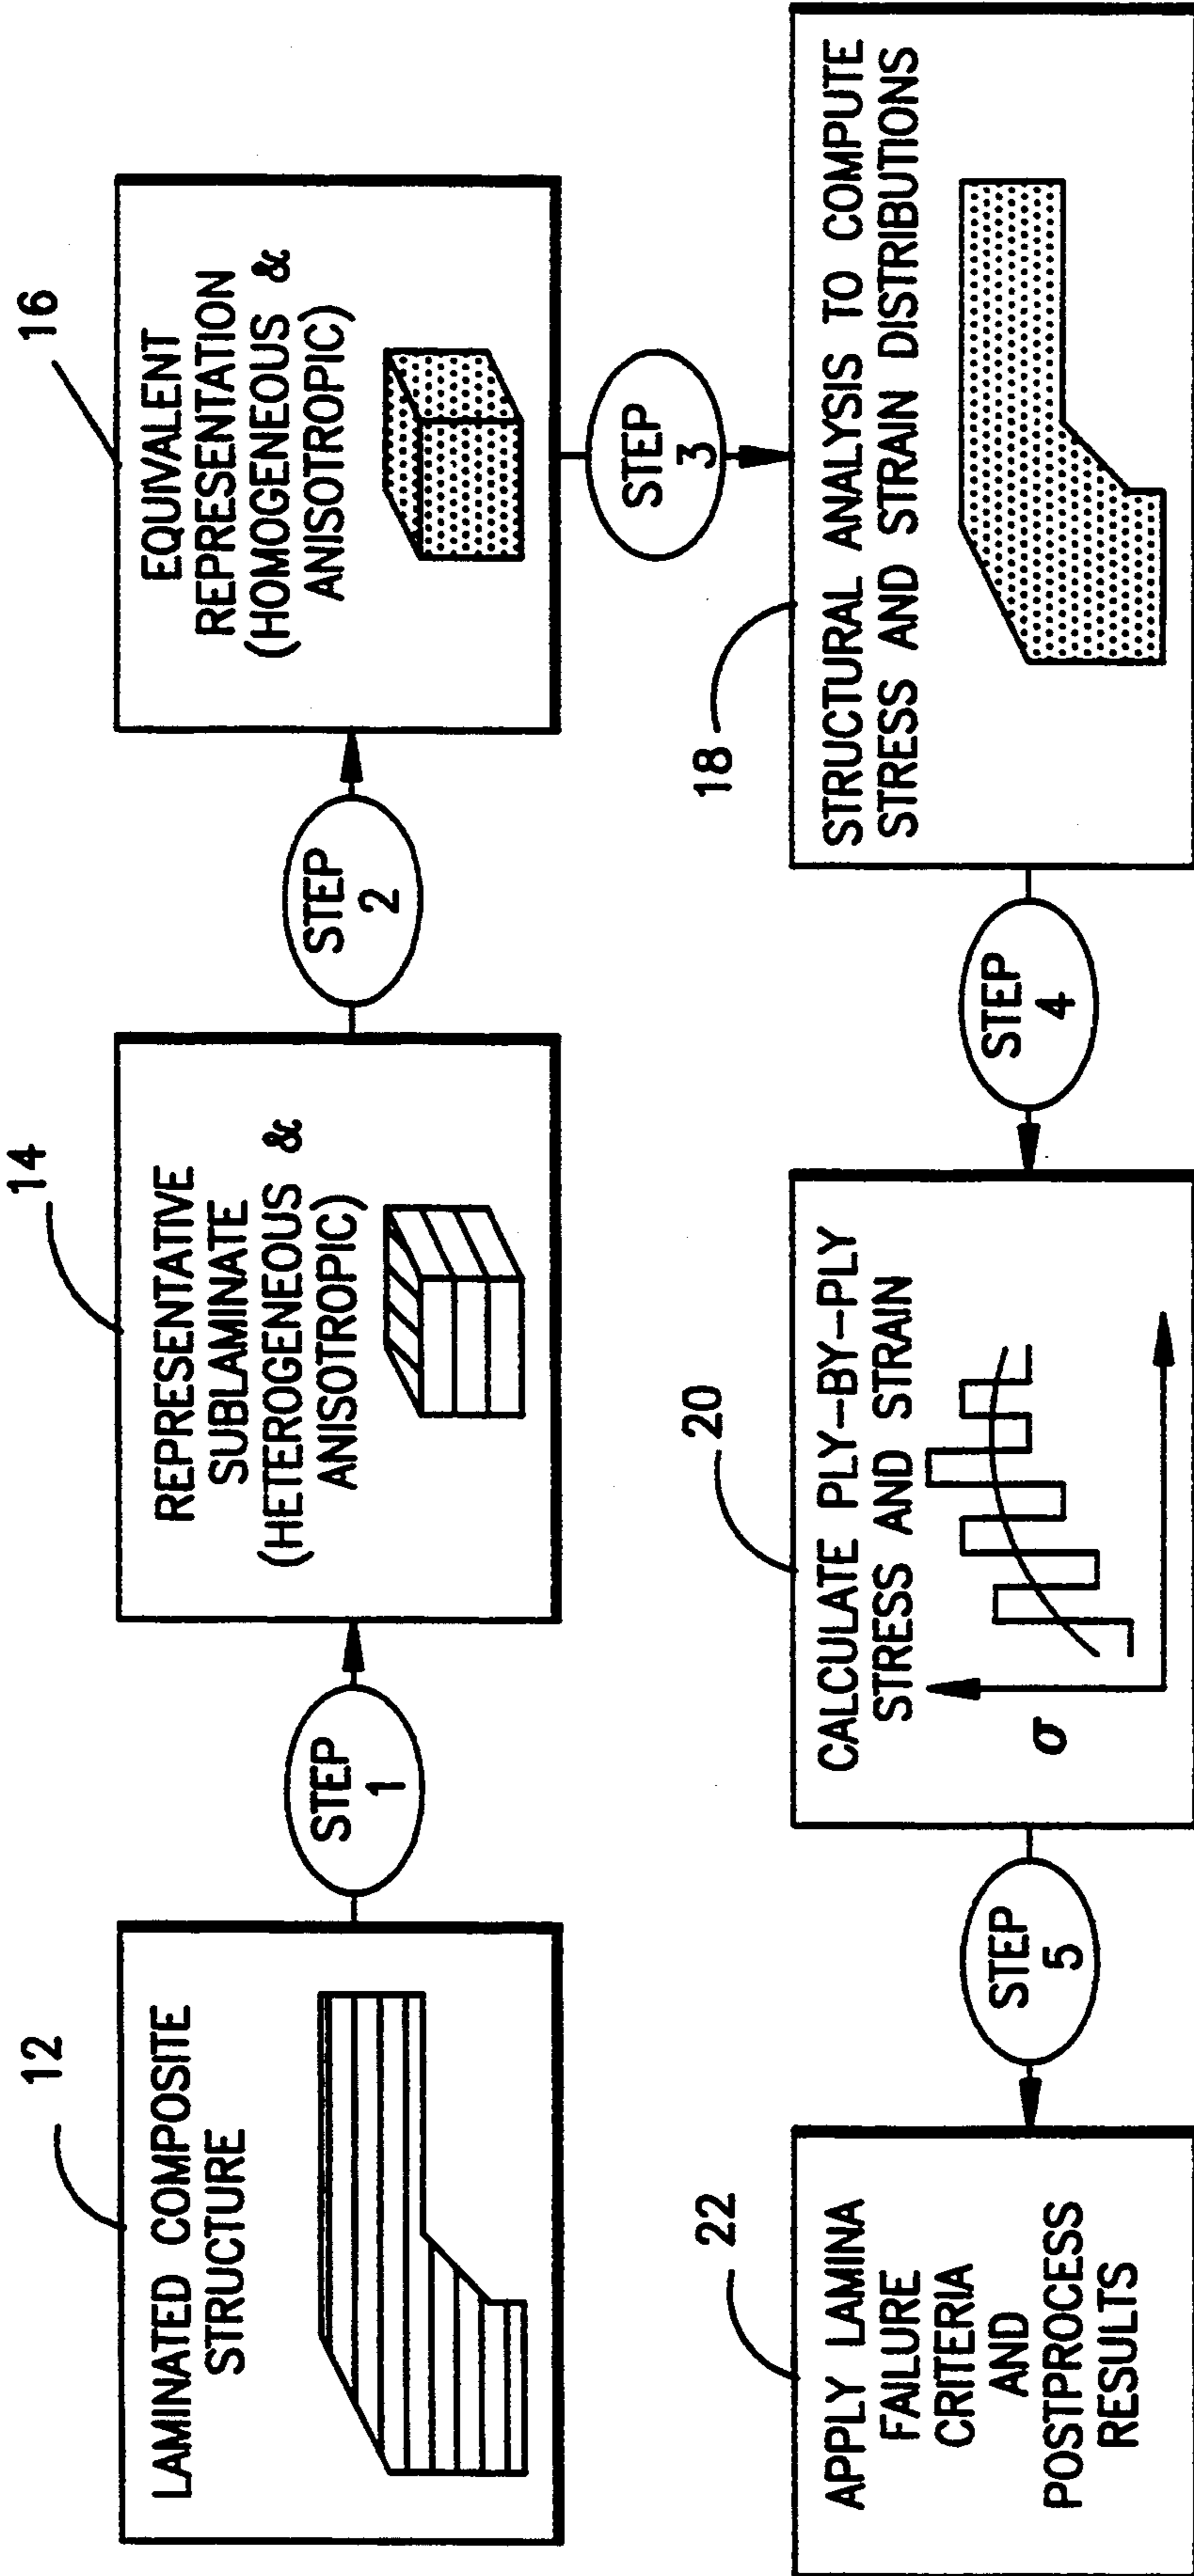 12
LAMINATED COMPOSITE
STRUCTURE
STEP
1
14
REPRESENTATIVE
SUBLAMINATE
(HETEROGENEOUS &
ANISOTROPIC)
STEP
2
16
EQUIVALENT
REPRESENTATION
(HOMOGENEOUS &
ANISOTROPIC)
STEP
3
18
STRUCTURAL ANALYSIS TO COMPUTE
STRESS AND STRAIN DISTRIBUTIONS
STEP
4
20
CALCULATE PLY-BY-PLY
STRESS AND STRAIN
σ
STEP
5
22
APPLY LAMINA
FAILURE
CRITERIA
AND
POSTPROCESS
RESULTS